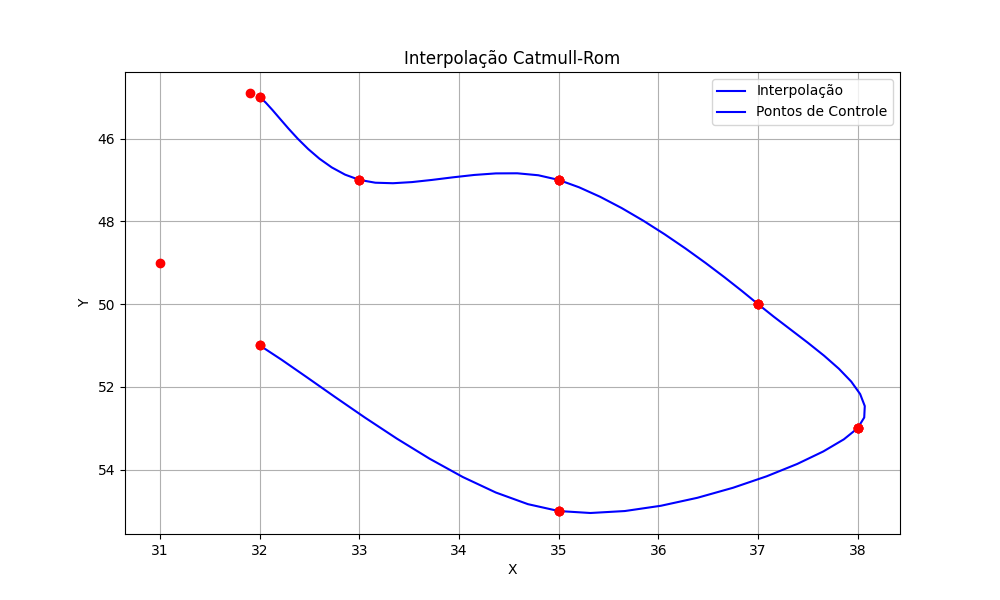 Interpolação Catmull-Rom
Interpolação
Pontos de Controle
46
48
50
52
54
Y
31 32 33 34 35 36 37 38
X